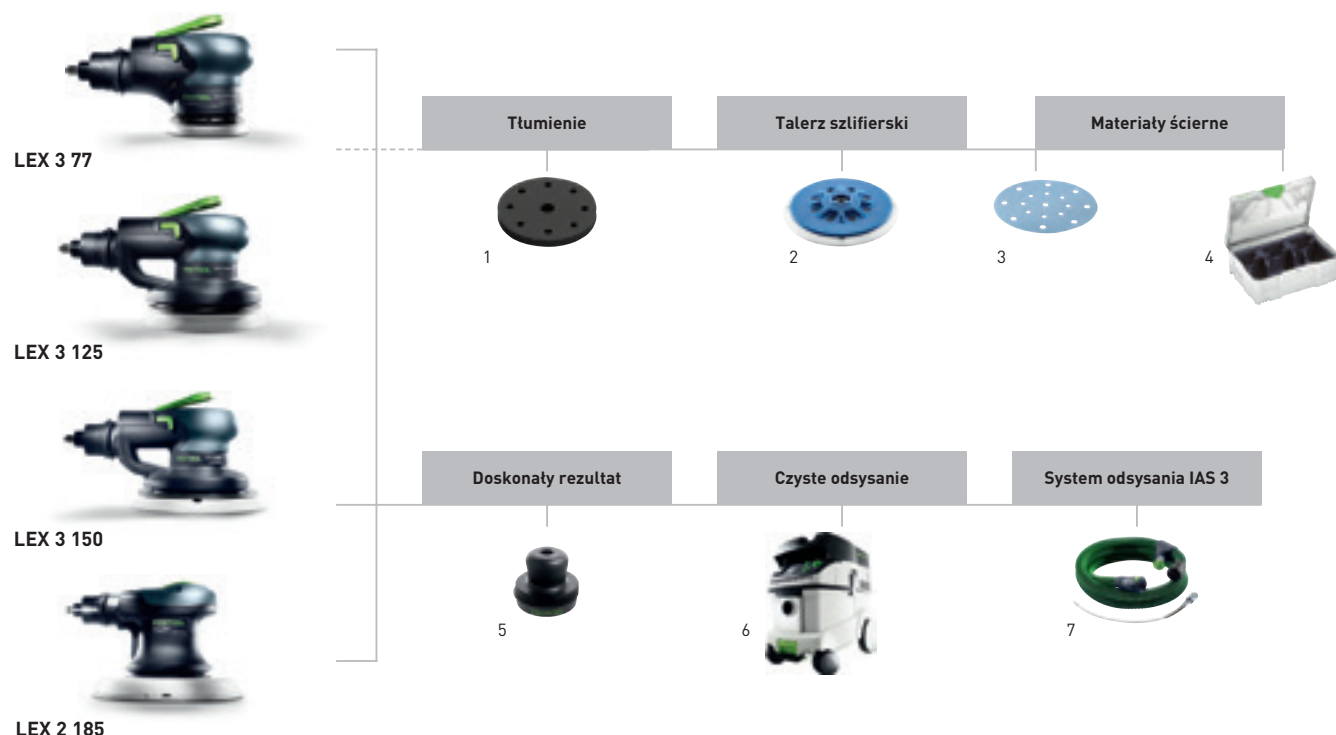 LEX 3 77
LEX 3 125
LEX 3 150
LEX 2 185
Tłumienie
Talerz szlifierski
Materiały ścierne
1
2
3
4
Doskonały rezultat
Czyste odsysanie
System odsysania IAS 3
5
6
7